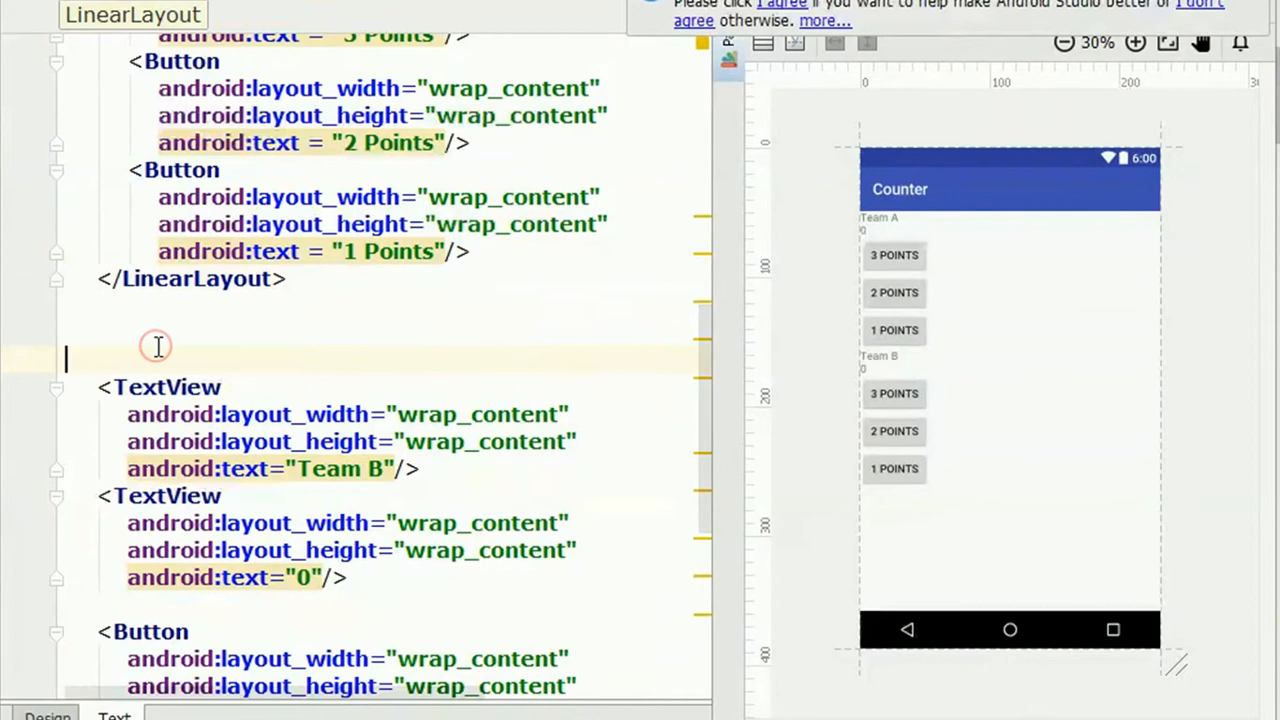 LinearLayout
Please click I agree if you want to help make Android Studio better or I don't
agree otherwise. more...
android:text = "3 Points"/>
<Button
android:layout_width="wrap_content"
android:layout_height="wrap_content"
android:text = "2 Points"/>
<Button
android:layout_width="wrap_content"
android:layout_height="wrap_content"
android:text = "1 Points"/>
</LinearLayout>
<TextView
android:layout_width="wrap_content"
android:layout_height="wrap_content"
android:text="Team B"/>
<TextView
android:layout_width="wrap_content"
android:layout_height="wrap_content"
android:text="0"/>
<Button
android:layout_width="wrap_content"
android:layout_height="wrap_content"
Design Text
30%
0 100 200
0
100
200
300
400
6:00
Counter
Team A
0
3 POINTS
2 POINTS
1 POINTS
Team B
0
3 POINTS
2 POINTS
1 POINTS